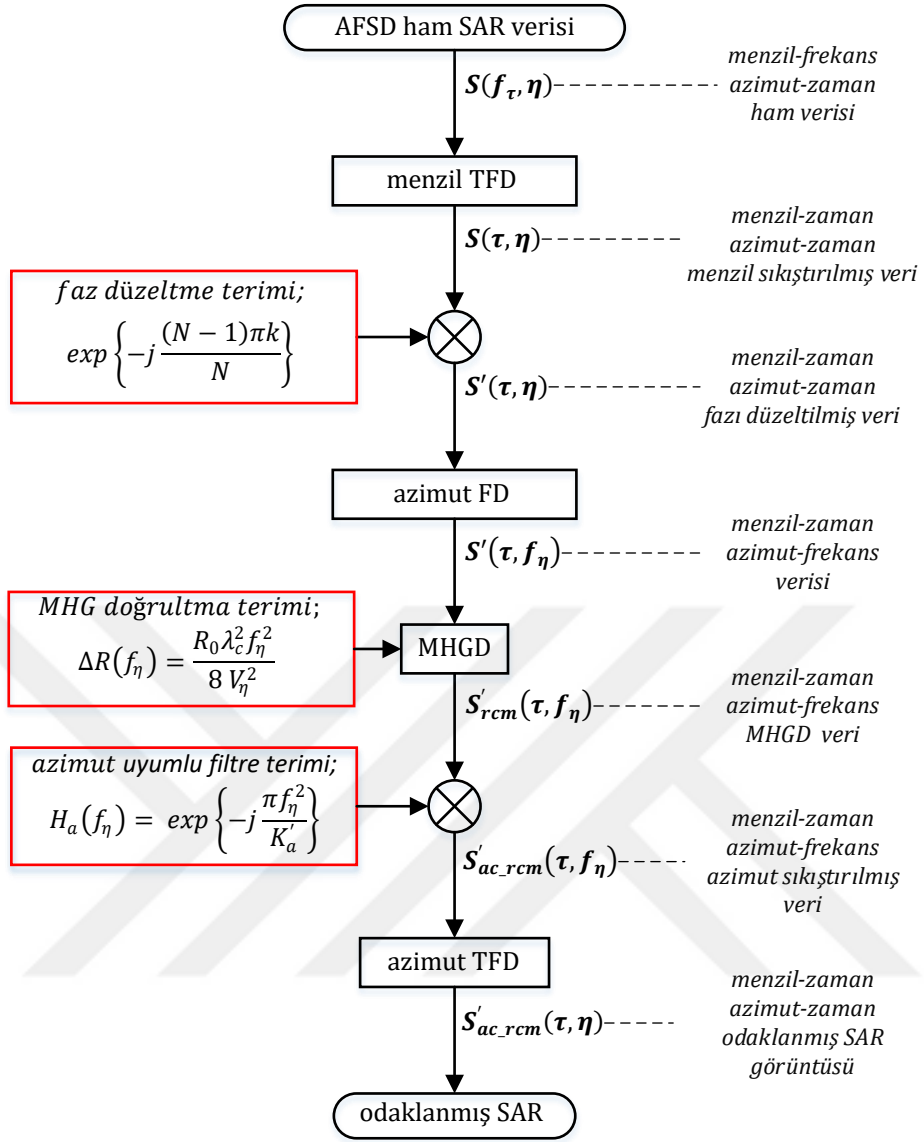 AFSD ham SAR verisi
S(f_τ, η)
menzil-frekans
azimut-zaman
ham verisi
menzil TFD
S(τ, η)
menzil-zaman
azimut-zaman
menzil sıkıştırılmış veri
faz düzeltme terimi;
exp{−j (N − 1)πk / N}
S′(τ, η)
menzil-zaman
azimut-zaman
fazı düzeltilmiş veri
azimut FD
S′(τ, f_η)
menzil-zaman
azimut-frekans
verisi
MHG doğrultma terimi;
ΔR(f_η) = R_0 λ_c^2 f_η^2 / 8 V_η^2
MHGD
S′_rcm(τ, f_η)
menzil-zaman
azimut-frekans
MHGD veri
azimut uyumlu filtre terimi;
H_a(f_η) = exp{−j πf_η^2 / K_a′}
S′_ac_rcm(τ, f_η)
menzil-zaman
azimut-frekans
azimut sıkıştırılmış
veri
azimut TFD
S′_ac_rcm(τ, η)
menzil-zaman
azimut-zaman
odaklanmış SAR
görüntüsü
odaklanmış SAR